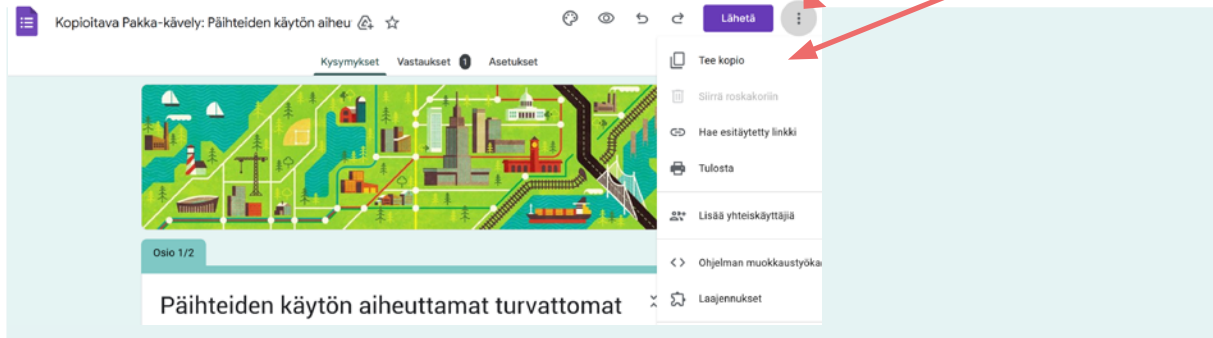 Kopioitava Pakka-kävely: Päihteiden käytön aiheu
Lähetä
Kysymykset Vastaukset 1 Asetukset
Tee kopio
Siirrä roskakoriin
Hae esitäytetty linkki
Tulosta
Lisää yhteiskäyttäjiä
Ohjelman muokkaustyöka
Laajennukset
Osio 1/2
Päihteiden käytön aiheuttamat turvattomat